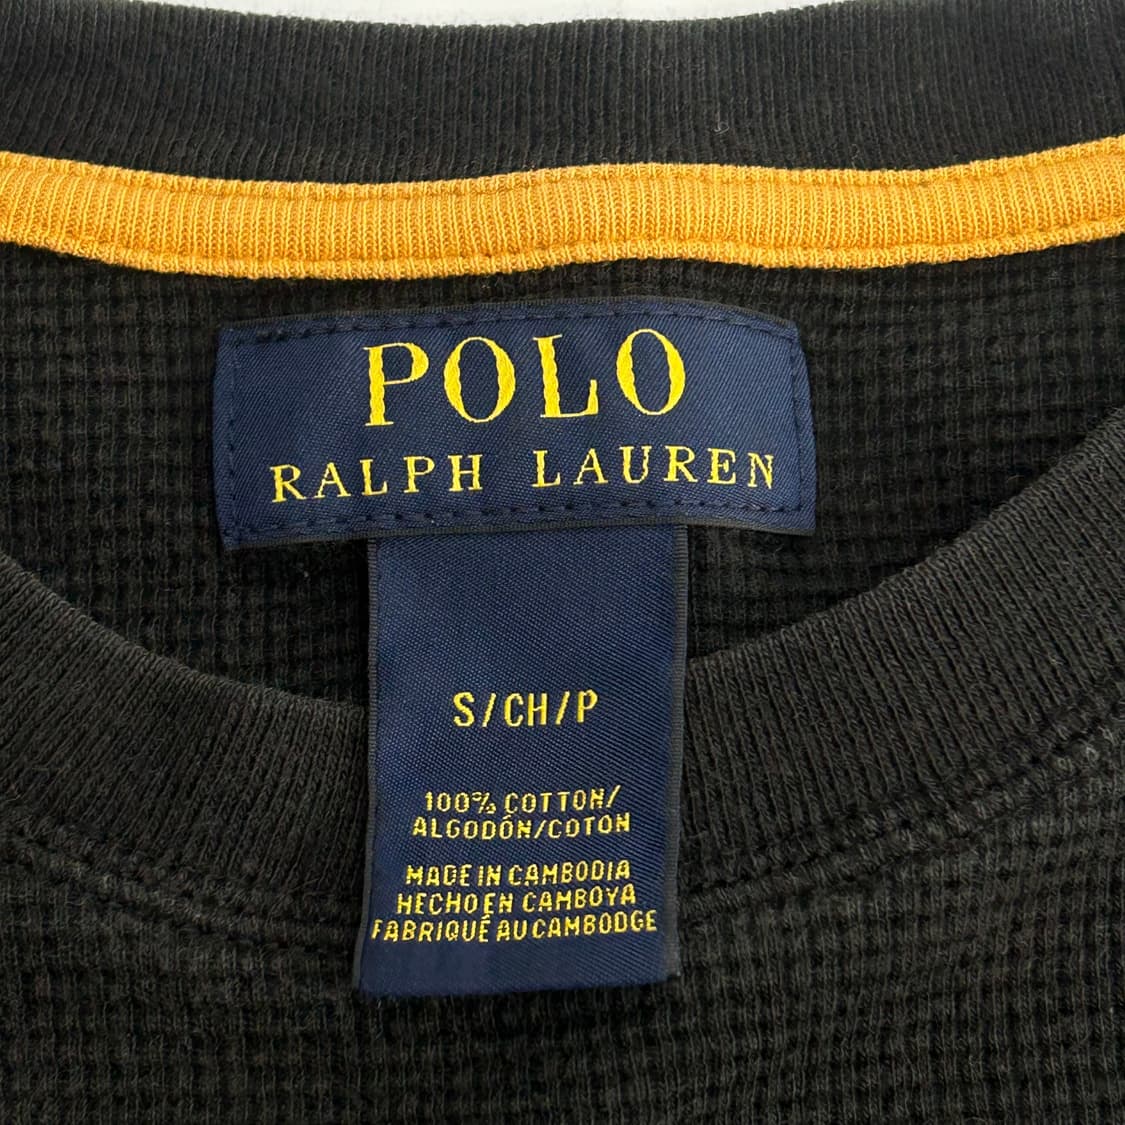 POLO
RALPH LAUREN
S/CH/P
100% COTTON/
ALGODÓN/COTON
MADE IN CAMBODIA
HECHO EN CAMBOYA
FABRIQUÉ AU CAMBODGE